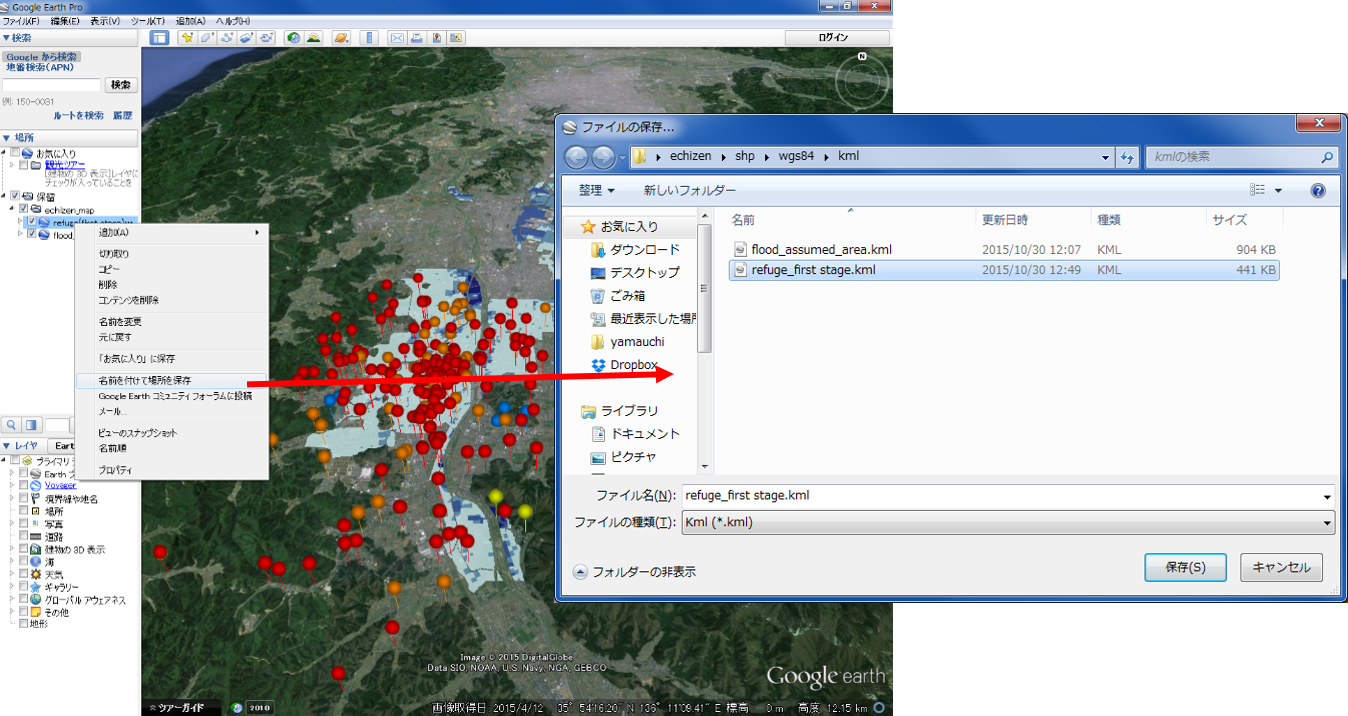 Google Earth Pro
ファイル(F) 編集(E) 表示(V) ツール(T) 追加(A) ヘルプ(H)
▼検索
ログイン
Google から検索
地番検索(APN)
検索
例: 150-0031
ルートを検索 履歴
▼ 場所
お気に入り
観光ツアー
[建物の 3D 表示]レイヤに
チェックが入っていることを
保留
echizen_map
refuge(first stage)
flood_
追加(A)
切り取り
コピー
削除
コンテンツを削除
名前を変更
元に戻す
「お気に入り」に保存
名前を付けて場所を保存
Google Earth コミュニティ フォーラムに投稿
メール...
ビューのスナップショット
名前順
プロパティ
▼ レイヤ Eart
プライマリ
Earth
Voyager
境界線や地名
場所
写真
道路
建物の 3D 表示
海
天気
ギャラリー
グローバル アウェアネス
その他
地形
N
Image © 2015 DigitalGlobe
Data SIO, NOAA, U.S. Navy, NGA, GEBCO
Google earth
ツアーガイド 2010 画像取得日 2015/4/12 35°54'16.20" N 136°11'09.41" E 標高 0 m 高度 12.15 km
ファイルの保存...
echizen shp wgs84 kml kmlの検索
整理 新しいフォルダー
名前 更新日時 種類 サイズ
flood_assumed_area.kml 2015/10/30 12:07 KML 904 KB
refuge_first stage.kml 2015/10/30 12:49 KML 441 KB
お気に入り
ダウンロード
デスクトップ
ごみ箱
最近表示した場所
yamauchi
Dropbox
ライブラリ
ドキュメント
ピクチャ
ファイル名(N): refuge_first stage.kml
ファイルの種類(T): Kml (*.kml)
フォルダーの非表示 保存(S) キャンセル